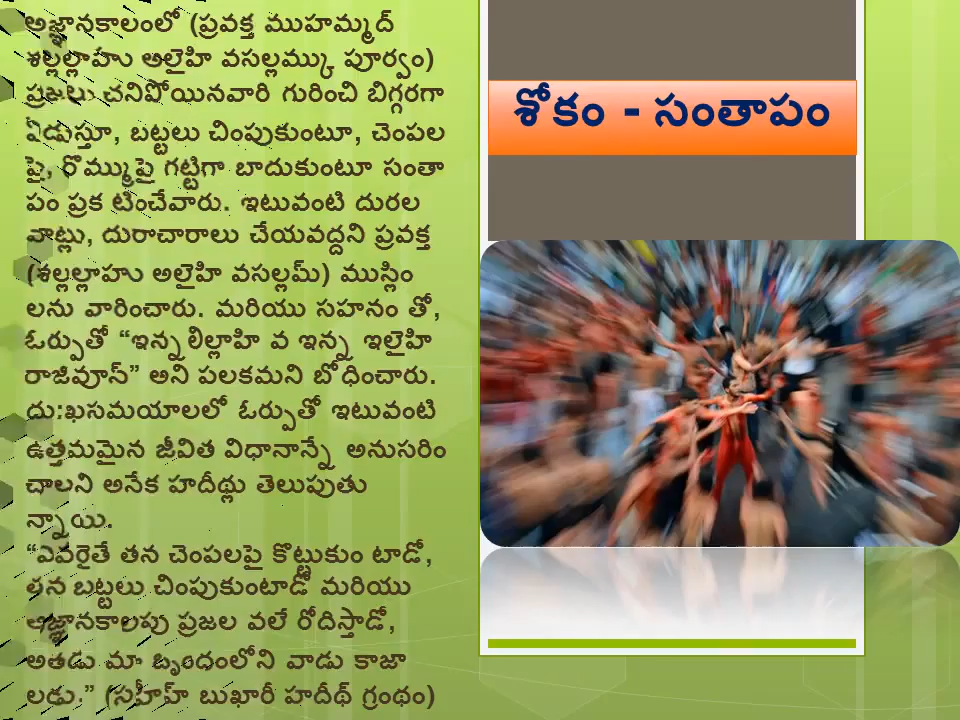 అజ్ఞానకాలంలో (ప్రవక్త ముహమ్మద్
శల్లల్లాహు అలైహి వసల్లమ్కు పూర్వం)
ప్రజలు చనిపోయినవారి గురించి బిగ్గరగా
ఏడుస్తూ, బట్టలు చింపుకుంటూ, చెంపల
పై, రొమ్ముపై గట్టిగా బాదుకుంటూ సంతా
పం ప్రక టించేవారు. ఇటువంటి దురల
వాట్లు, దురాచారాలు చేయవద్దని ప్రవక్త
(శల్లల్లాహు అలైహి వసల్లమ్) ముస్లిం
లను వారించారు. మరియు సహనం తో,
ఓర్పుతో “ఇన్న లిల్లాహి వ ఇన్న ఇలైహి
రాజివూన్” అని పలకమని బోధించారు.
దు:ఖసమయాలలో ఓర్పుతో ఇటువంటి
ఉత్తమమైన జీవిత విధానాన్నే అనుసరిం
చాలని అనేక హదీథ్లు తెలుపుతు
న్నాయి.
“ఎవరైతే తన చెంపలపై కొట్టుకుం టాడో,
తన బట్టలు చింపుకుంటాడో మరియు
అజ్ఞానకాలపు ప్రజల వలే రోదిస్తాడో,
అతడు మా బృందంలోని వాడు కాజా
లడు.” (సహీహ్ బుఖారీ హదీథ్ గ్రంథం)
శోకం - సంతాపం